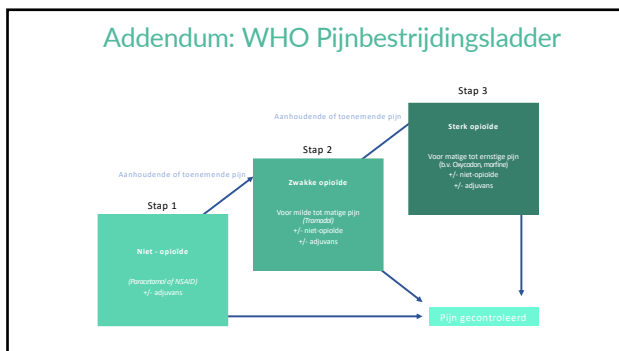 Addendum: WHO Pijnbestrijdingsladder
Stap 3
Aanhoudende of toenemende pijn
Sterk opioïde
Voor matige tot ernstige pijn
(b.v. Oxycodon, morfine)
+/- niet-opioïde
+/- adjuvans
Stap 2
Aanhoudende of toenemende pijn
Zwakke opioïde
Voor milde tot matige pijn
(Tramadol)
+/- niet-opioïde
+/- adjuvans
Stap 1
Niet - opioïde
(Paracetamol of NSAID)
+/- adjuvans
Pijn gecontroleerd